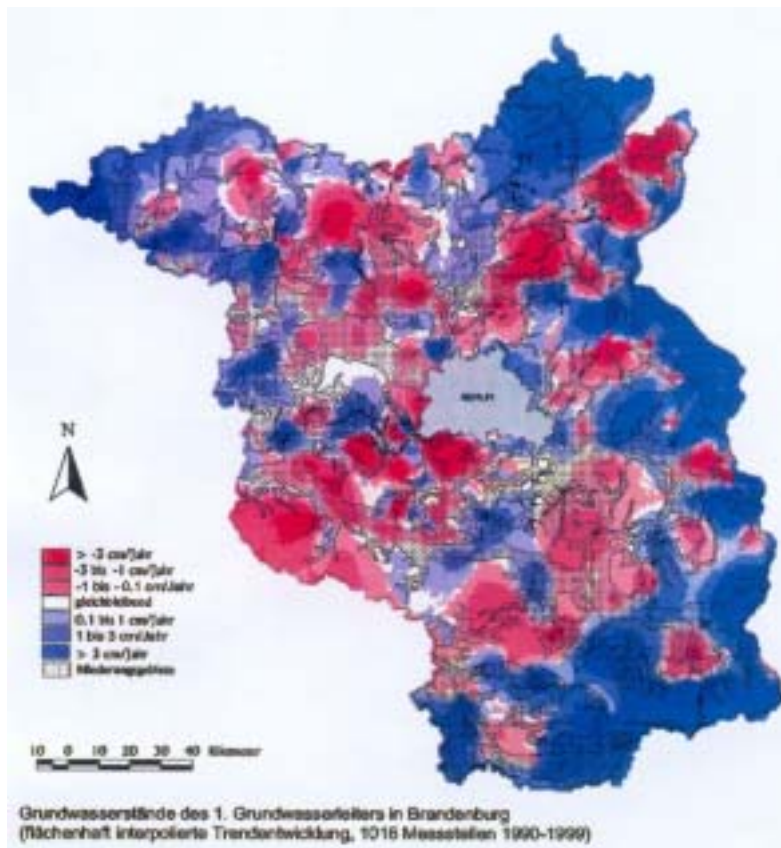 BERLIN
N
> -3 cm/Jahr
-3 bis -1 cm/Jahr
-1 bis -0.1 cm/Jahr
gleichbleibend
0.1 bis 1 cm/Jahr
1 bis 3 cm/Jahr
> 3 cm/Jahr
Niederungsgebiete
10 0 10 20 30 40 Kilometer
Grundwasserstände des 1. Grundwasserleiters in Brandenburg
(flächenhaft interpolierte Trendentwicklung, 1016 Messstellen 1990-1999)